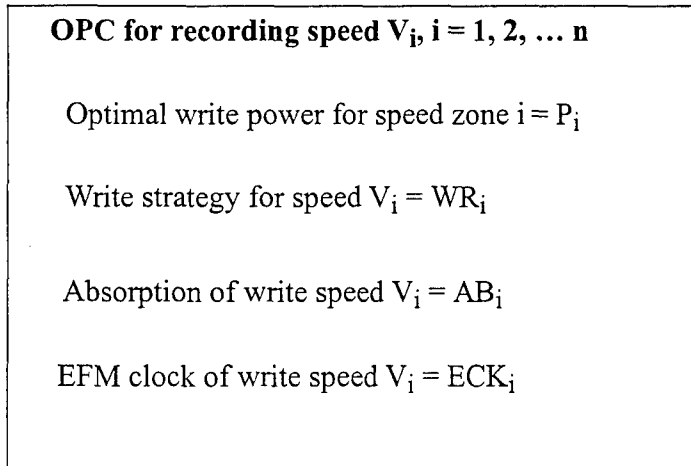 OPC for recording speed Vᵢ, i = 1, 2, ... n
Optimal write power for speed zone i = Pᵢ
Write strategy for speed Vᵢ = WRᵢ
Absorption of write speed Vᵢ = ABᵢ
EFM clock of write speed Vᵢ = ECKᵢ